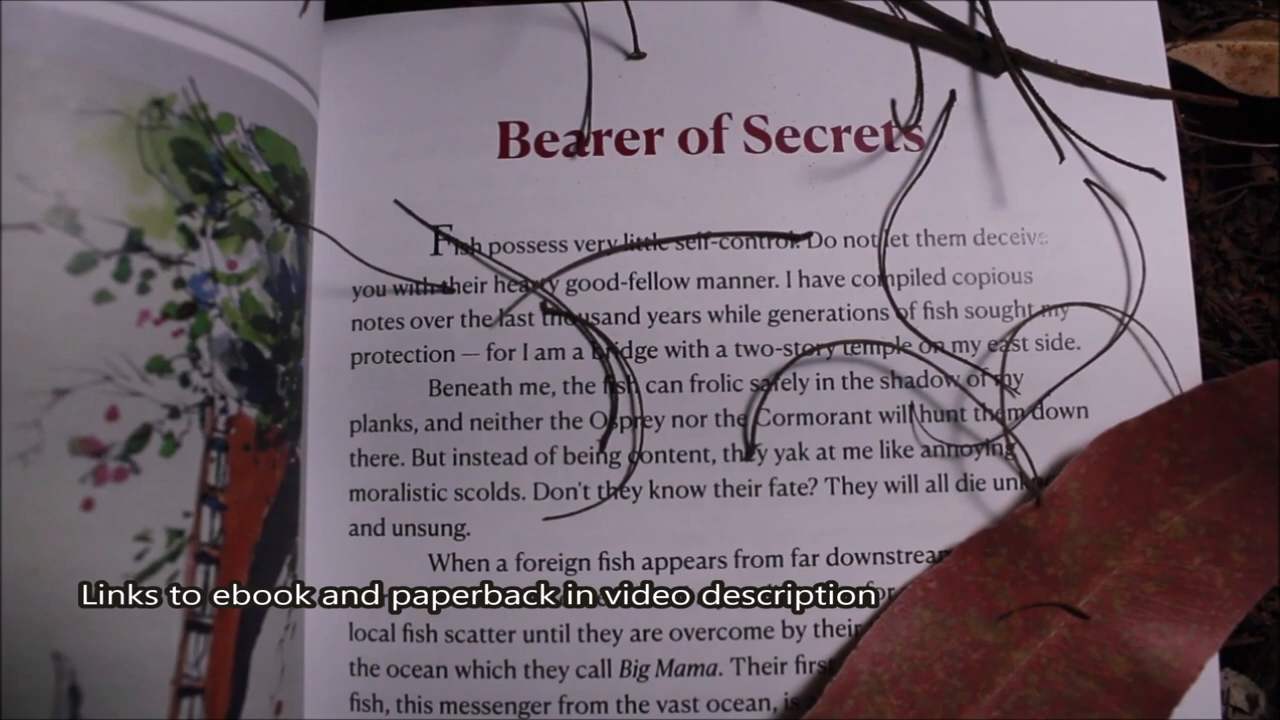 Bearer of Secrets
Fish possess very little self-control. Do not let them deceive
you with their hearty good-fellow manner. I have compiled copious
notes over the last thousand years while generations of fish sought my
protection — for I am a bridge with a two-story temple on my east side.
Beneath me, the fish can frolic safely in the shadow of my
planks, and neither the Osprey nor the Cormorant will hunt them down
there. But instead of being content, they yak at me like annoying
moralistic scolds. Don't they know their fate? They will all die
and unsung.
When a foreign fish appears from far
Links to ebook and paperback in video description
local fish scatter until they are overcome by their
the ocean which they call Big Mama. Their
fish, this messenger from the vast ocean, is